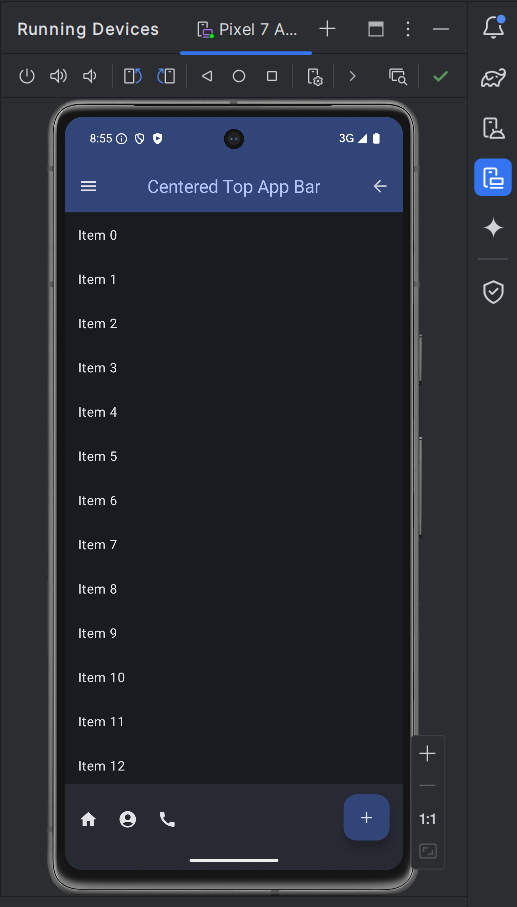 Running Devices
Pixel 7 A...
8:55
3G
Centered Top App Bar
Item 0
Item 1
Item 2
Item 3
Item 4
Item 5
Item 6
Item 7
Item 8
Item 9
Item 10
Item 11
Item 12
1:1